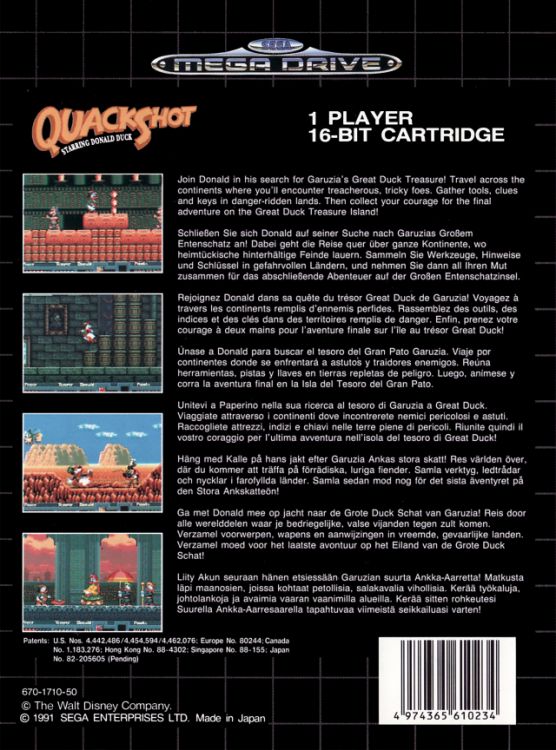 SEGA
MEGA DRIVE
QUACKSHOT
STARRING DONALD DUCK
1 PLAYER
16-BIT CARTRIDGE
Join Donald in his search for Garuzia's Great Duck Treasure! Travel across the
continents where you'll encounter treacherous, tricky foes. Gather tools, clues
and keys in danger-ridden lands. Then collect your courage for the final
adventure on the Great Duck Treasure Island!
Schließen Sie sich Donald auf seiner Suche nach Garuzias Großem
Entenschatz an! Dabei geht die Reise quer über ganze Kontinente, wo
heimtückische hinterhältige Feinde lauern. Sammeln Sie Werkzeuge, Hinweise
und Schlüssel in gefahrvollen Ländern, und nehmen Sie dann all Ihren Mut
zusammen für das abschließende Abenteuer auf der Großen Entenschatzinsel.
Rejoignez Donald dans sa quête du trésor Great Duck de Garuzia! Voyagez à
travers les continents remplis d'ennemis perfides. Rassemblez des outils, des
indices et des clés dans des territoires remplis de danger. Enfin, prenez votre
courage à deux mains pour l'aventure finale sur l'île au trésor Great Duck!
Únase a Donald para buscar el tesoro del Gran Pato Garuzia. Viaje por
continentes donde se enfrentará a astutos y traidores enemigos. Reúna
herramientas, pistas y llaves en tierras repletas de peligro. Luego, anímese y
corra la aventura final en la Isla del Tesoro del Gran Pato.
Unitevi a Paperino nella sua ricerca al tesoro di Garuzia a Great Duck.
Viaggiate attraverso i continenti dove incontrerete nemici pericolosi e astuti.
Raccogliete attrezzi, indizi e chiavi nelle terre piene di pericoli. Riunite quindi il
vostro coraggio per l'ultima avventura nell'isola del tesoro di Great Duck!
Häng med Kalle på hans jakt efter Garuzia Ankas stora skatt! Res världen över,
där du kommer att träffa på förrädiska, luriga fiender. Samla verktyg, ledtrådar
och nycklar i farofyllda länder. Samla sedan mod nog för det sista äventyret på
den Stora Ankskatteön!
Ga met Donald mee op jacht naar de Grote Duck Schat van Garuzia! Reis door
alle werelddelen waar je bedriegelijke, valse vijanden tegen zult komen.
Verzamel voorwerpen, wapens en aanwijzingen in vreemde, gevaarlijke landen.
Verzamel moed voor het laatste avontuur op het Eiland van de Grote Duck
Schat!
Liity Akun seuraan hänen etsiessään Garuzian suurta Ankka-Aarretta! Matkusta
läpi maanosien, joissa kohtaat petollisia, salakavalia vihollisia. Kerää työkaluja,
johtolankoja ja avaimia vaaran vaanimilla alueilla. Kerää sitten rohkeutesi
Suurella Ankka-Aarresaarella tapahtuvaa viimeistä seikkailuasi varten!
Patents: U.S. Nos. 4,442,486/4,454,594/4,462,076; Europe No. 80244; Canada
No. 1,183,276; Hong Kong No. 88-4302; Singapore No. 88-155; Japan
No. 82-205605 (Pending)
670-1710-50
© The Walt Disney Company.
© 1991 SEGA ENTERPRISES LTD. Made in Japan
4 974365 610234